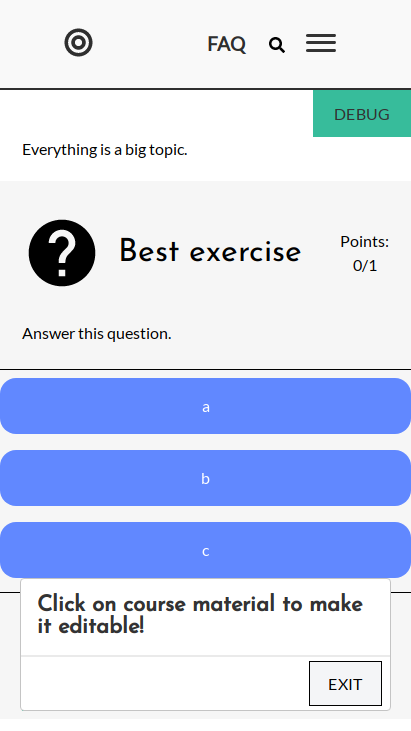 FAQ
DEBUG
Everything is a big topic.
Best exercise
Points:
0/1
Answer this question.
a
b
c
Click on course material to make
it editable!
EXIT